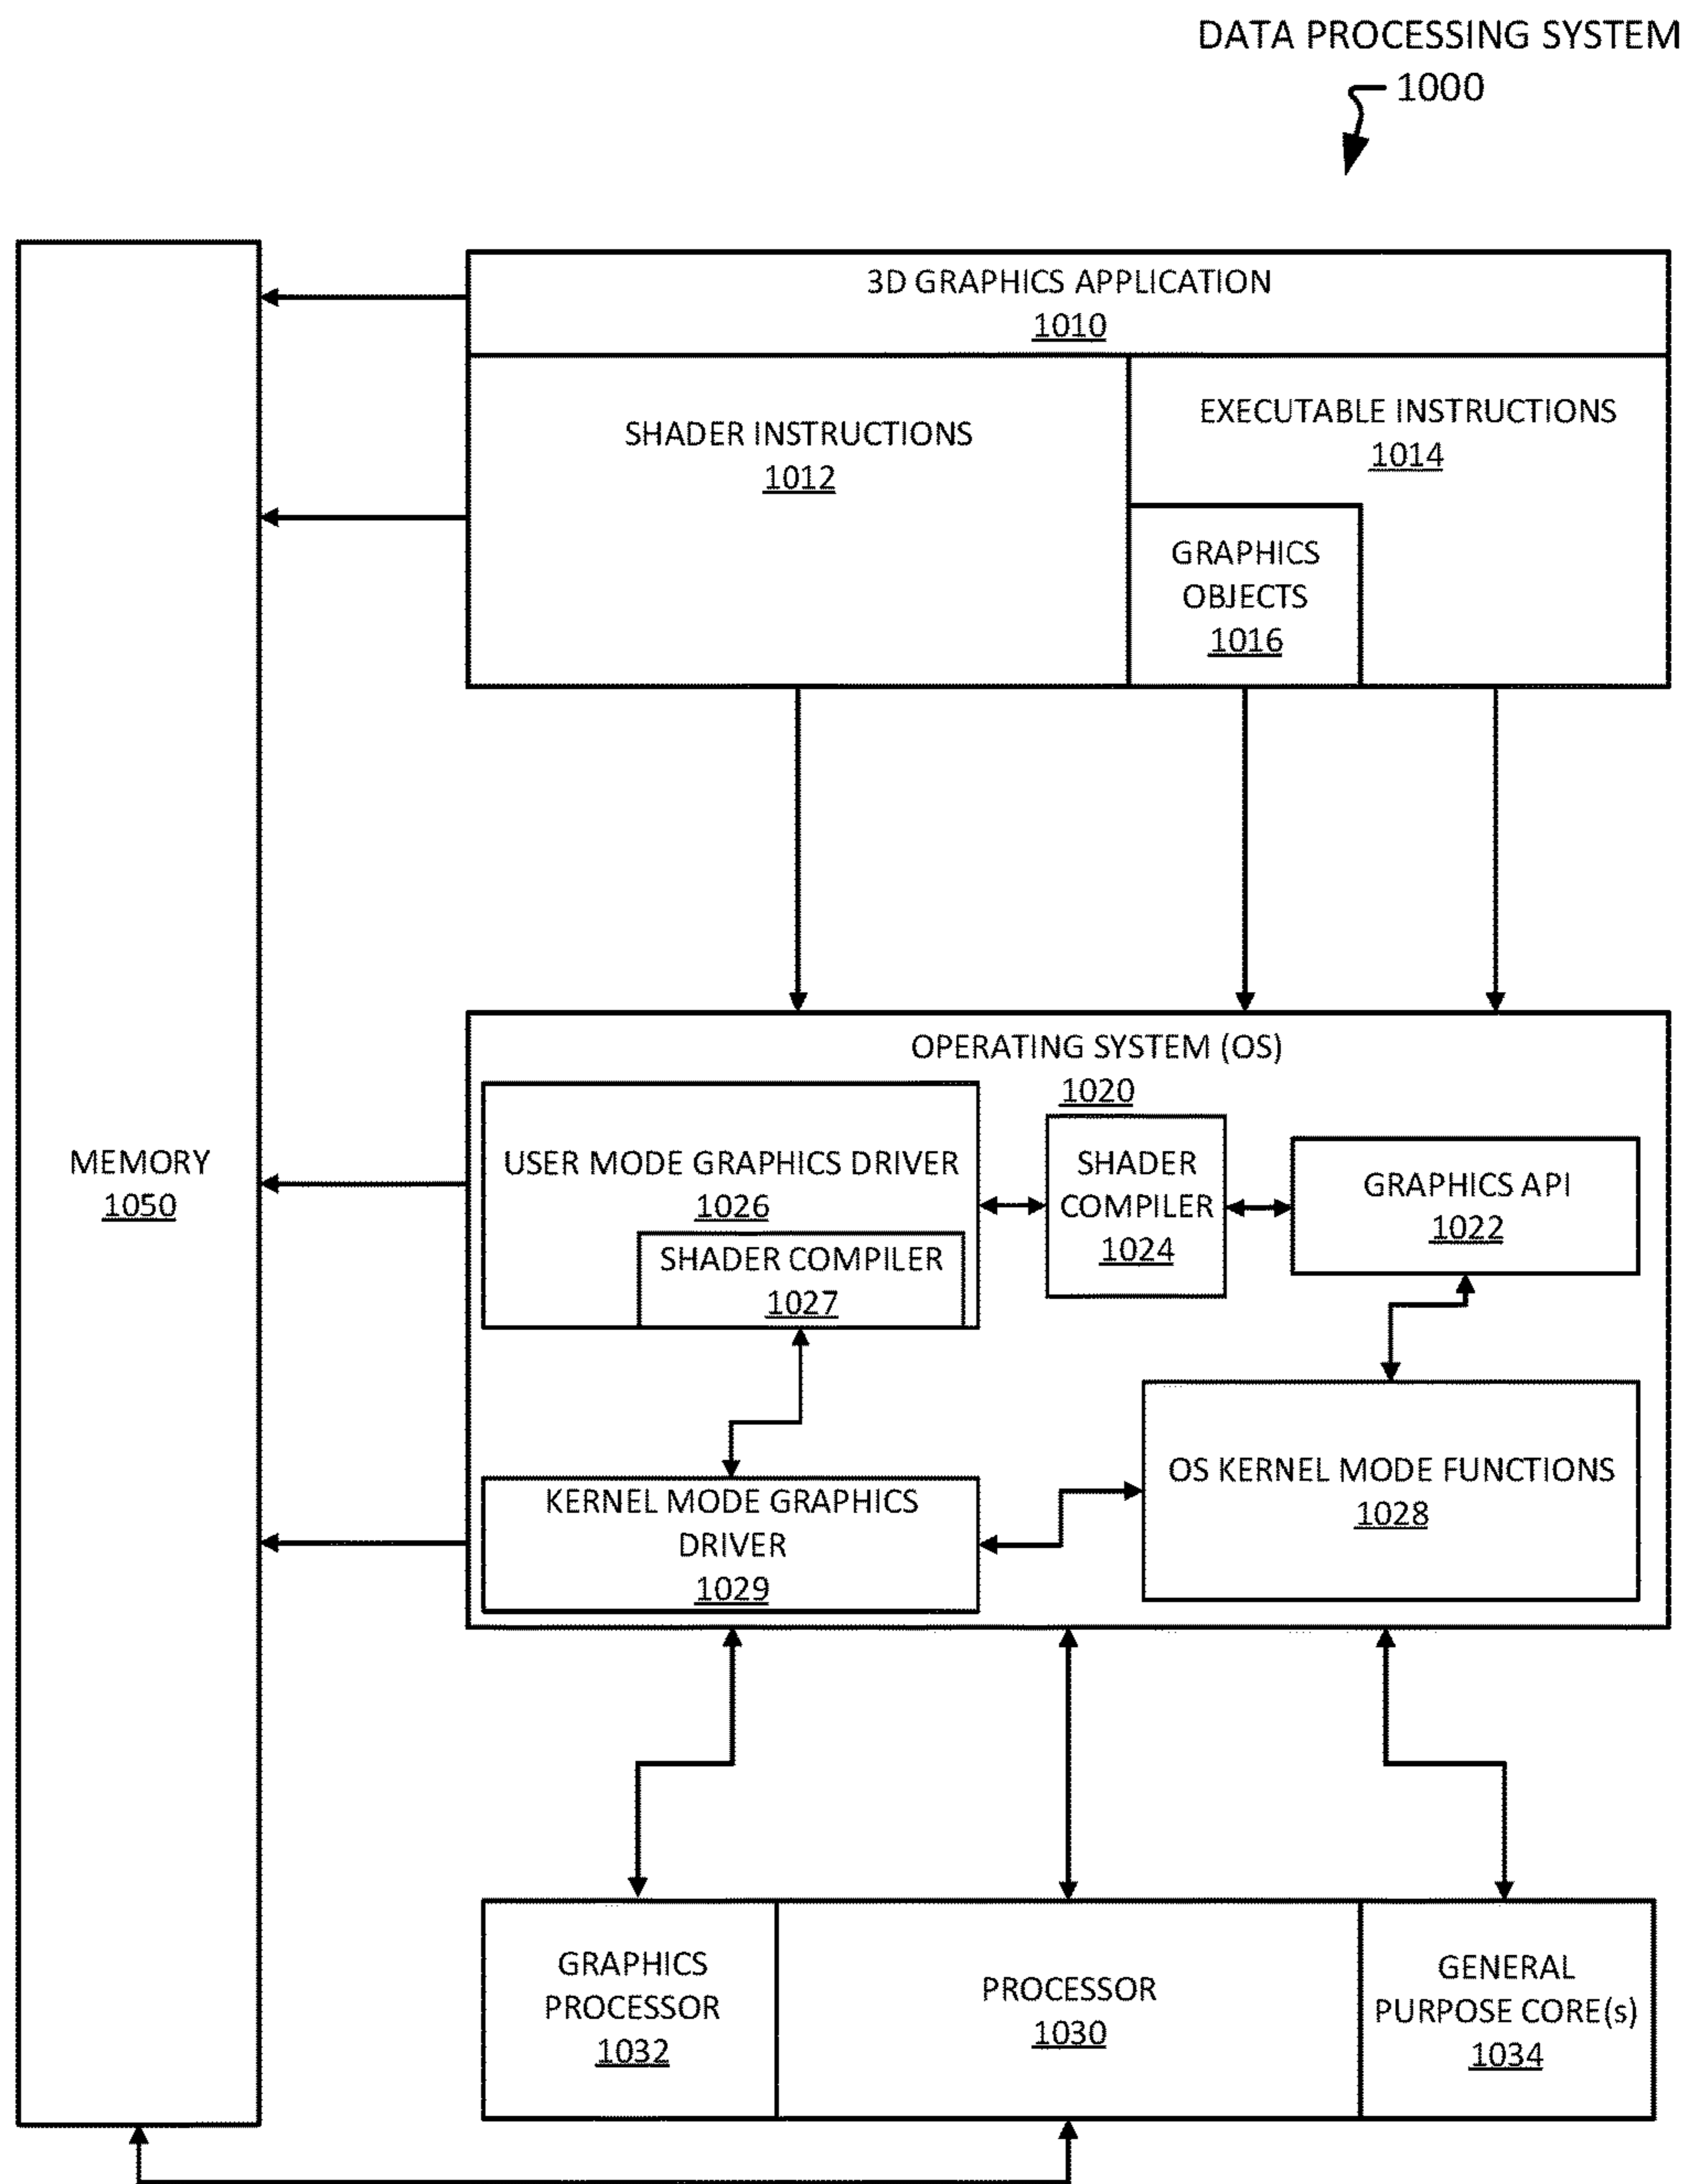 DATA PROCESSING SYSTEM
1000
3D GRAPHICS APPLICATION
1010
SHADER INSTRUCTIONS
1012
EXECUTABLE INSTRUCTIONS
1014
GRAPHICS
OBJECTS
1016
MEMORY
1050
OPERATING SYSTEM (OS)
1020
USER MODE GRAPHICS DRIVER
1026
SHADER COMPILER
1027
SHADER
COMPILER
1024
GRAPHICS API
1022
KERNEL MODE GRAPHICS
DRIVER
1029
OS KERNEL MODE FUNCTIONS
1028
GRAPHICS
PROCESSOR
1032
PROCESSOR
1030
GENERAL
PURPOSE CORE(s)
1034